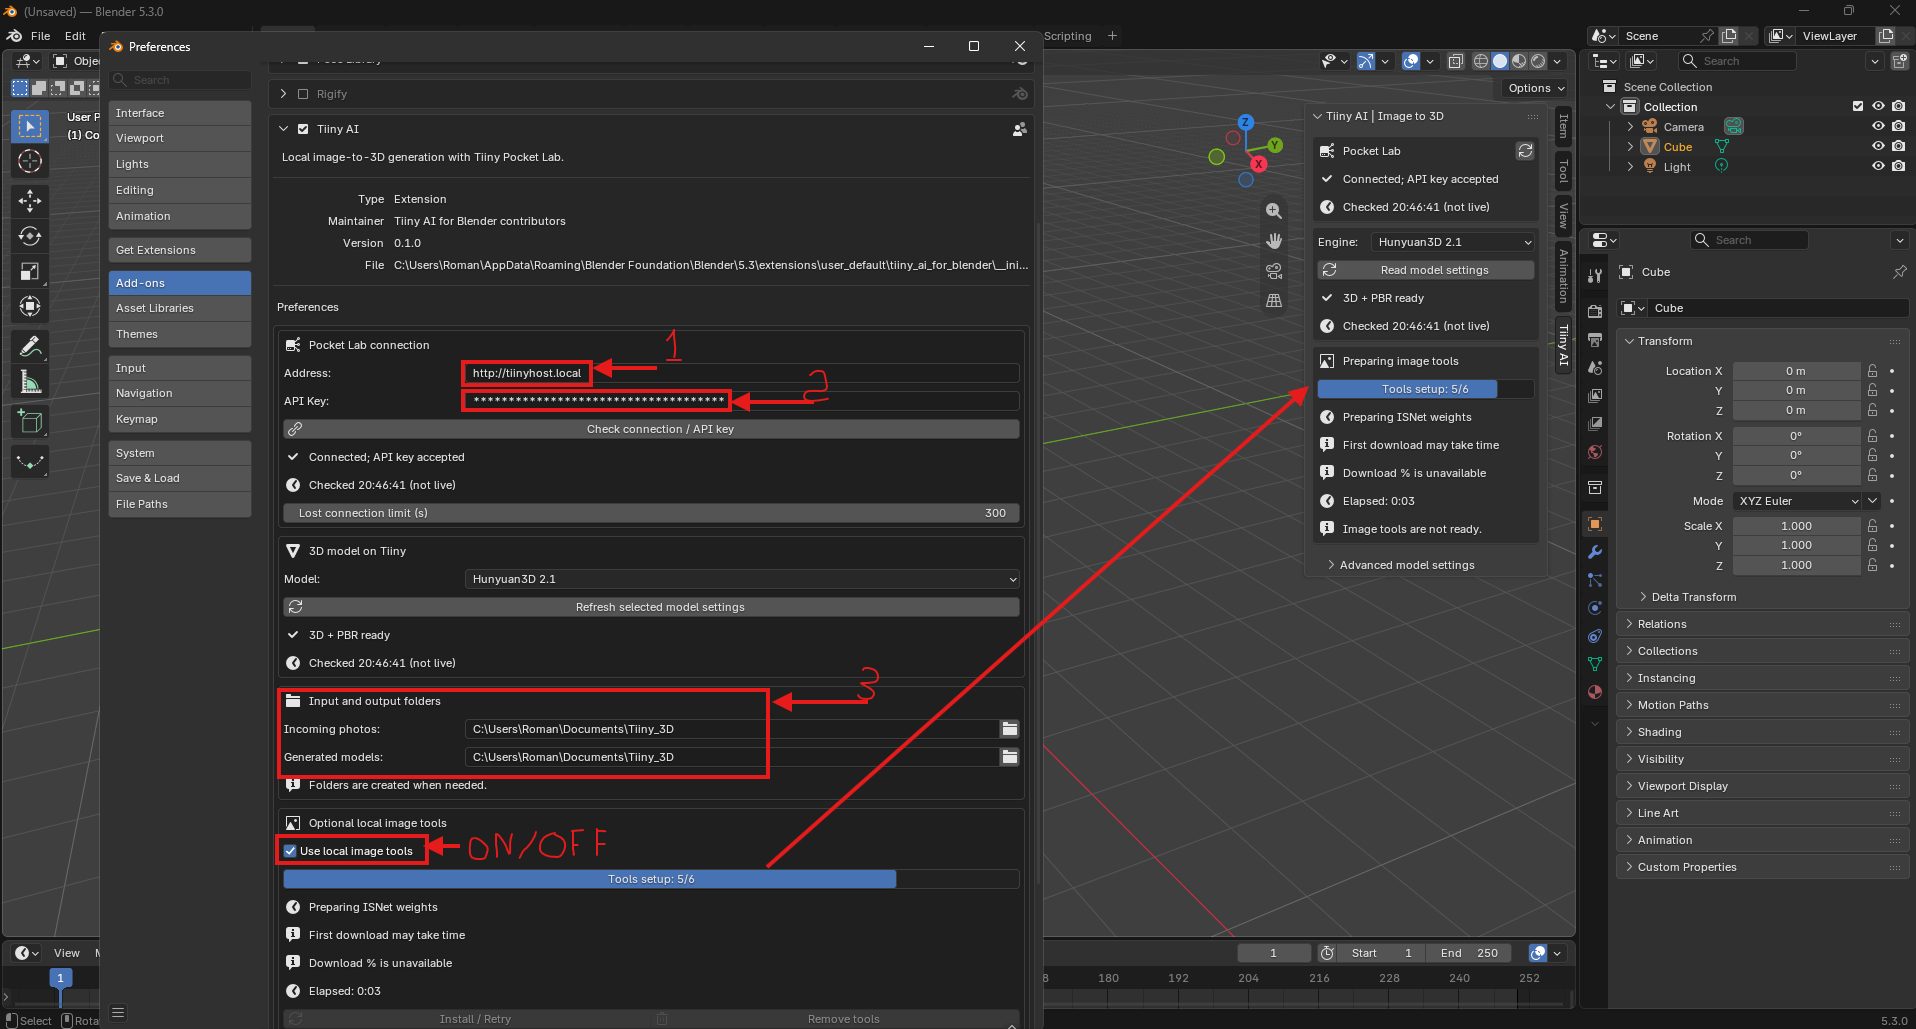 (Unsaved) — Blender 5.3.0
File
Edit
Scripting
Scene
ViewLayer
Preferences
Search
Interface
Viewport
Lights
Editing
Animation
Get Extensions
Add-ons
Asset Libraries
Themes
Input
Navigation
Keymap
System
Save & Load
File Paths
Rigify
Tiiny AI
Local image-to-3D generation with Tiiny Pocket Lab.
Type Extension
Maintainer Tiiny AI for Blender contributors
Version 0.1.0
File C:\Users\Roman\AppData\Roaming\Blender Foundation\Blender\5.3\extensions\user_default\tiiny_ai_for_blender\__ini...
Preferences
Pocket Lab connection
Address: http://tiinyhost.local
1
API Key: ************************************
2
Check connection / API key
Connected; API key accepted
Checked 20:46:41 (not live)
Lost connection limit (s) 300
3D model on Tiiny
Model: Hunyuan3D 2.1
Refresh selected model settings
3D + PBR ready
Checked 20:46:41 (not live)
Input and output folders
3
Incoming photos: C:\Users\Roman\Documents\Tiiny_3D
Generated models: C:\Users\Roman\Documents\Tiiny_3D
Folders are created when needed.
Optional local image tools
Use local image tools
ON/OFF
Tools setup: 5/6
Preparing ISNet weights
First download may take time
Download % is unavailable
Elapsed: 0:03
Install / Retry Remove tools
User P
(1) Co
View
1
Select
Options
Z
Y
X
Tiiny AI | Image to 3D
Pocket Lab
Connected; API key accepted
Checked 20:46:41 (not live)
Engine: Hunyuan3D 2.1
Read model settings
3D + PBR ready
Checked 20:46:41 (not live)
Preparing image tools
Tools setup: 5/6
Preparing ISNet weights
First download may take time
Download % is unavailable
Elapsed: 0:03
Image tools are not ready.
Advanced model settings
Item
Tool
View
Animation
Tiiny AI
1 Start 1 End 250
180 192 204 216 228 240 252
Search
Scene Collection
Collection
Camera
Cube
Light
Search
Cube
Cube
Transform
Location X 0 m
Y 0 m
Z 0 m
Rotation X 0°
Y 0°
Z 0°
Mode XYZ Euler
Scale X 1.000
Y 1.000
Z 1.000
Delta Transform
Relations
Collections
Instancing
Motion Paths
Shading
Visibility
Viewport Display
Line Art
Animation
Custom Properties
5.3.0